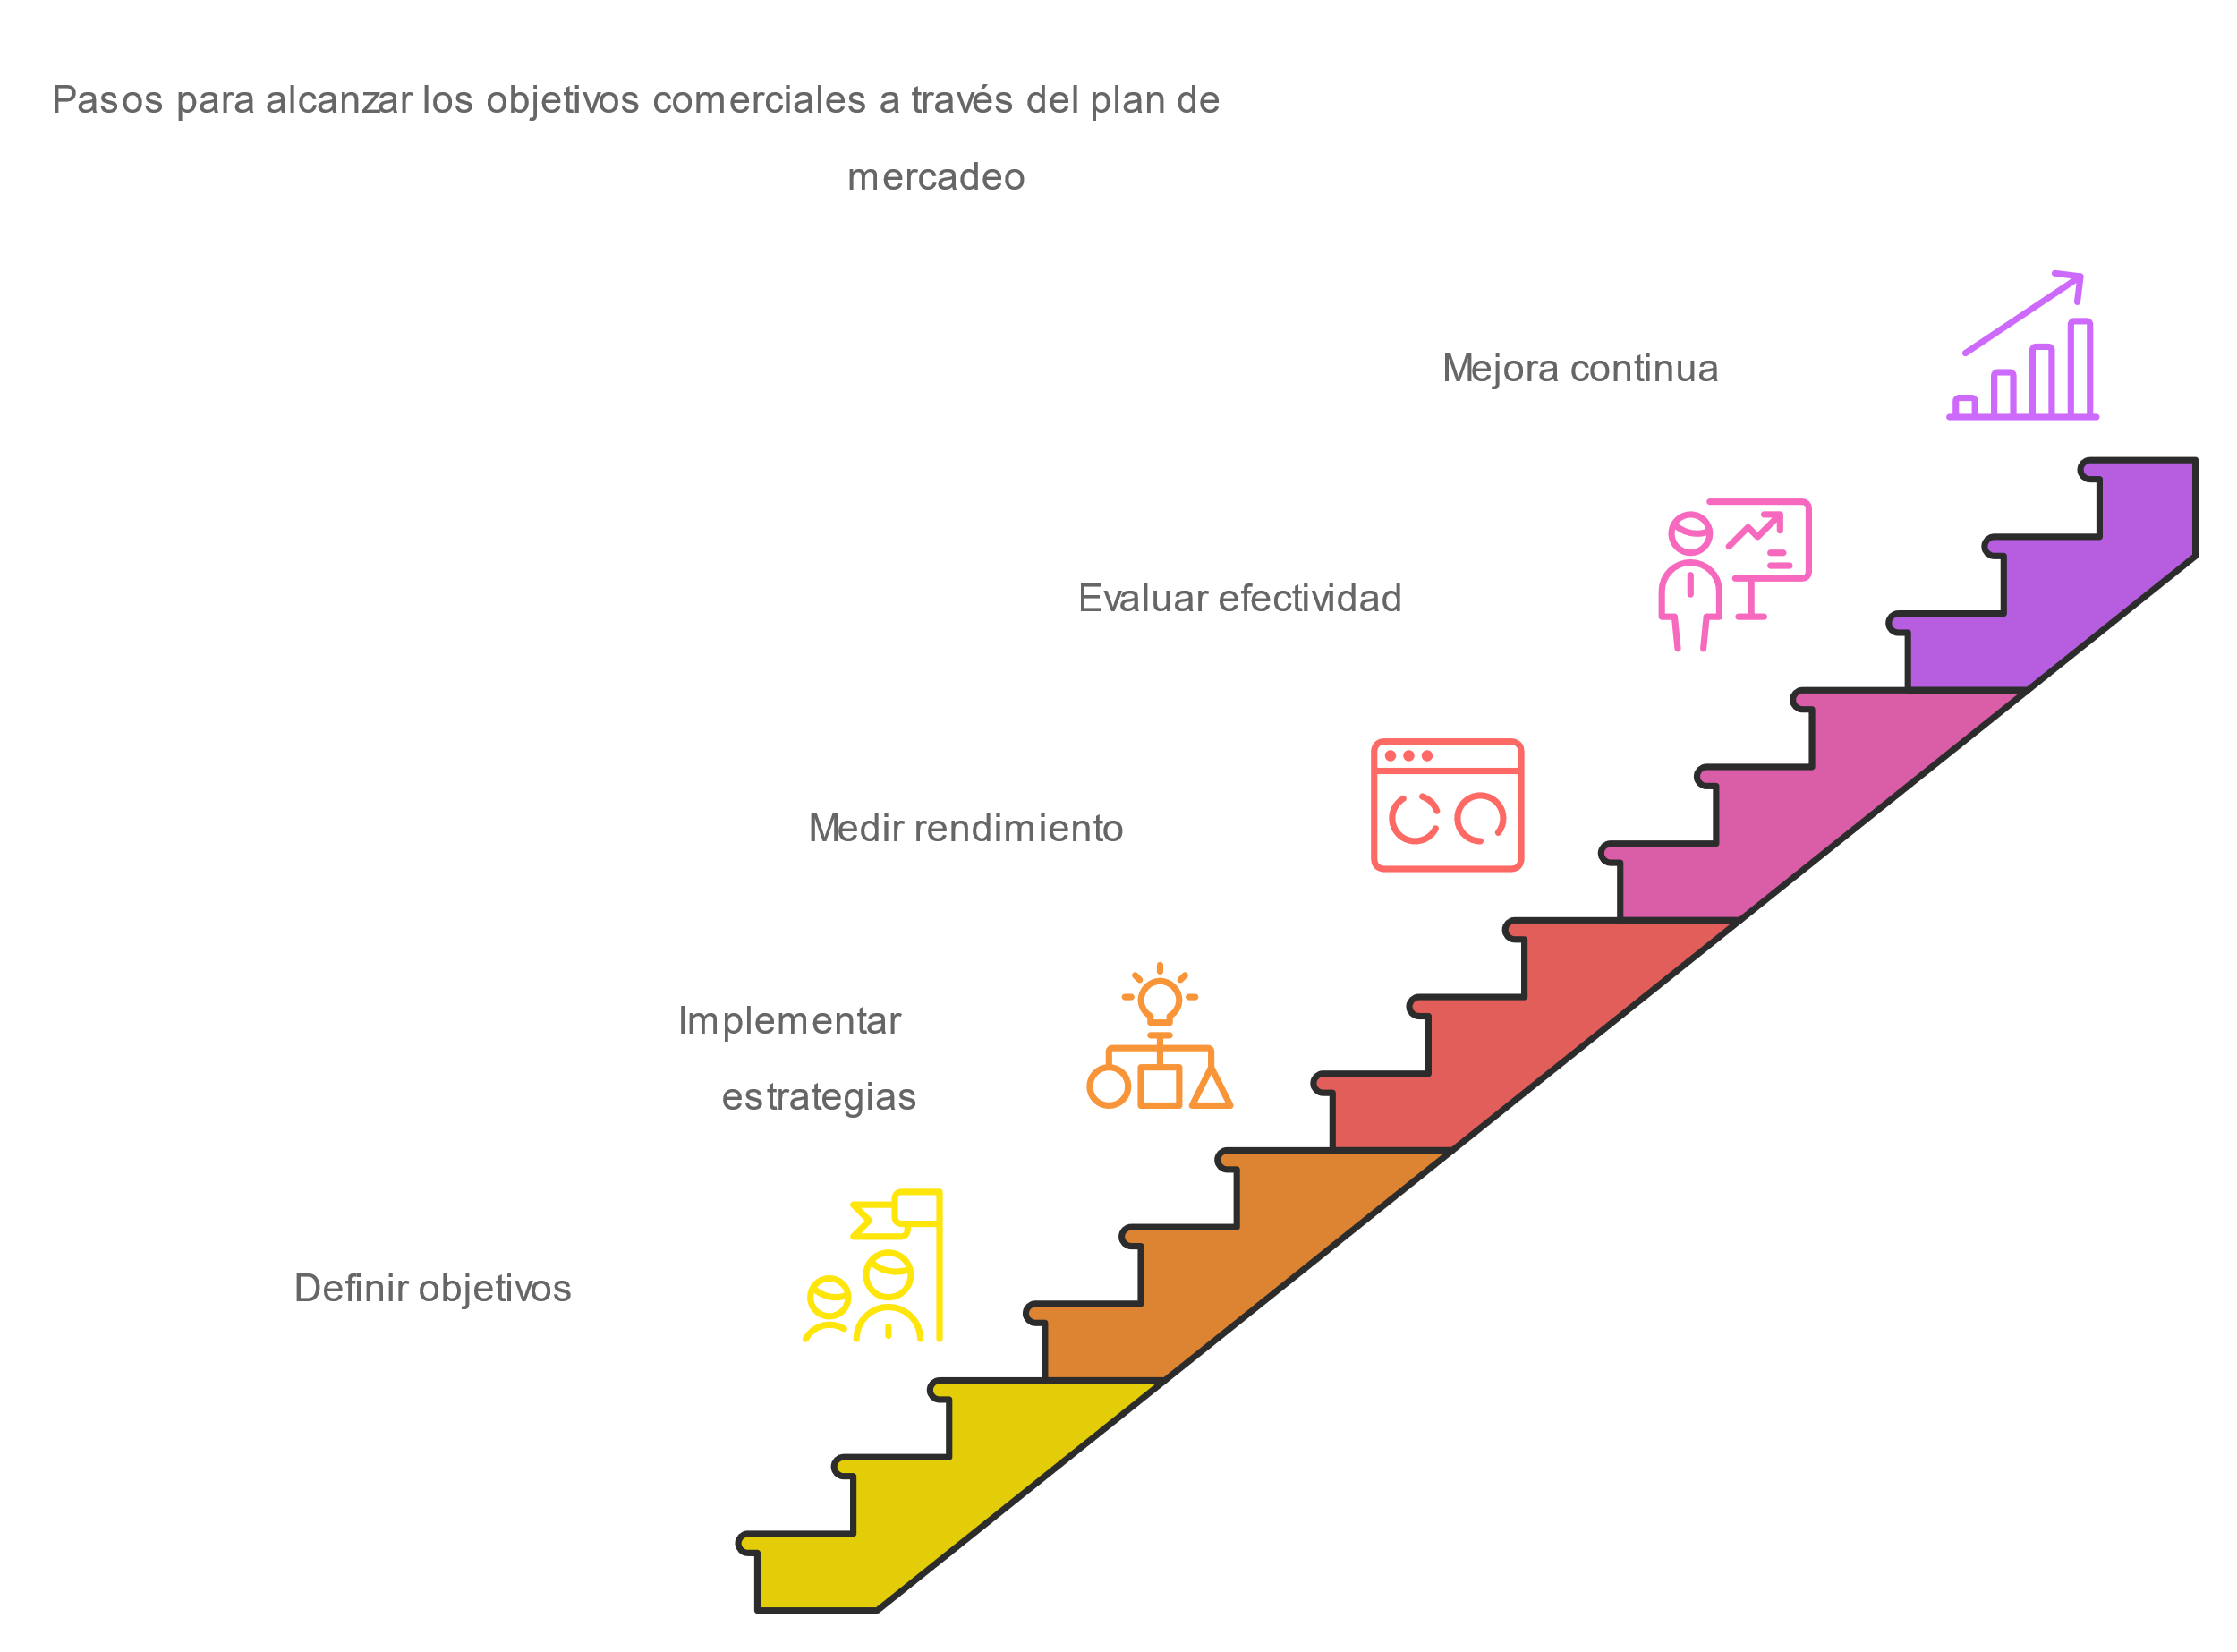 Pasos para alcanzar los objetivos comerciales a través del plan de
mercadeo
Mejora continua
Evaluar efectividad
Medir rendimiento
Implementar
estrategias
Definir objetivos